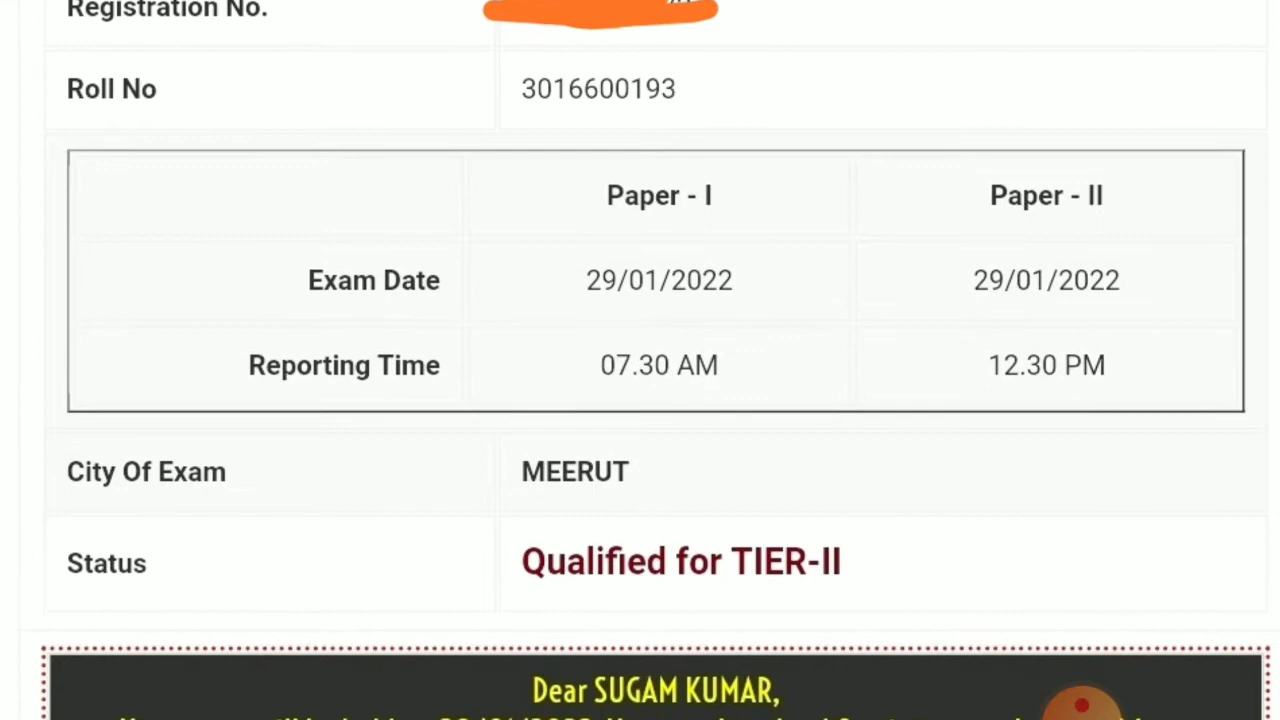 Registration No.
Roll No 3016600193
Paper - I Paper - II
Exam Date 29/01/2022 29/01/2022
Reporting Time 07.30 AM 12.30 PM
City Of Exam MEERUT
Status Qualified for TIER-II
Dear SUGAM KUMAR,